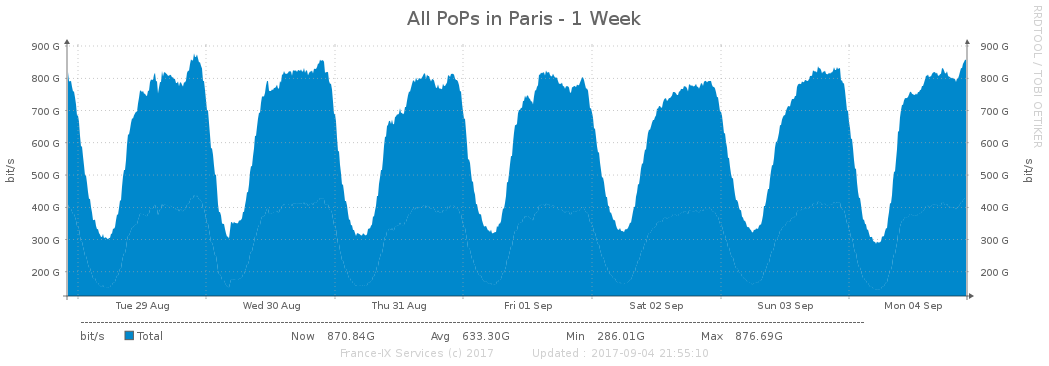 All PoPs in Paris - 1 Week
RRDTOOL / TOBI OETIKER
900 G 900 G
800 G 800 G
700 G 700 G
600 G 600 G
500 G 500 G
400 G 400 G
300 G 300 G
200 G 200 G
bit/s bit/s
Tue 29 Aug Wed 30 Aug Thu 31 Aug Fri 01 Sep Sat 02 Sep Sun 03 Sep Mon 04 Sep
bit/s Total Now 870.84G Avg 633.30G Min 286.01G Max 876.69G
France-IX Services (c) 2017 Updated : 2017-09-04 21:55:10